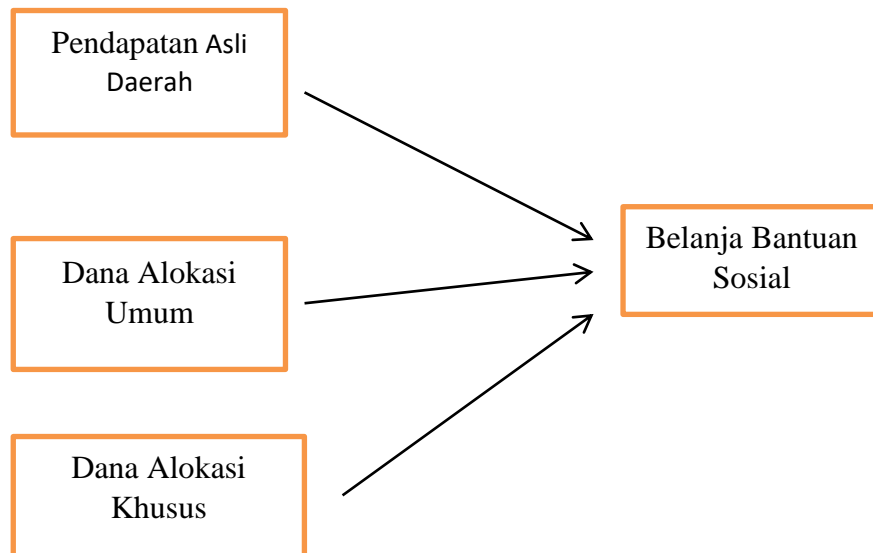 Pendapatan Asli
Daerah
Dana Alokasi
Umum
Dana Alokasi
Khusus
Belanja Bantuan
Sosial